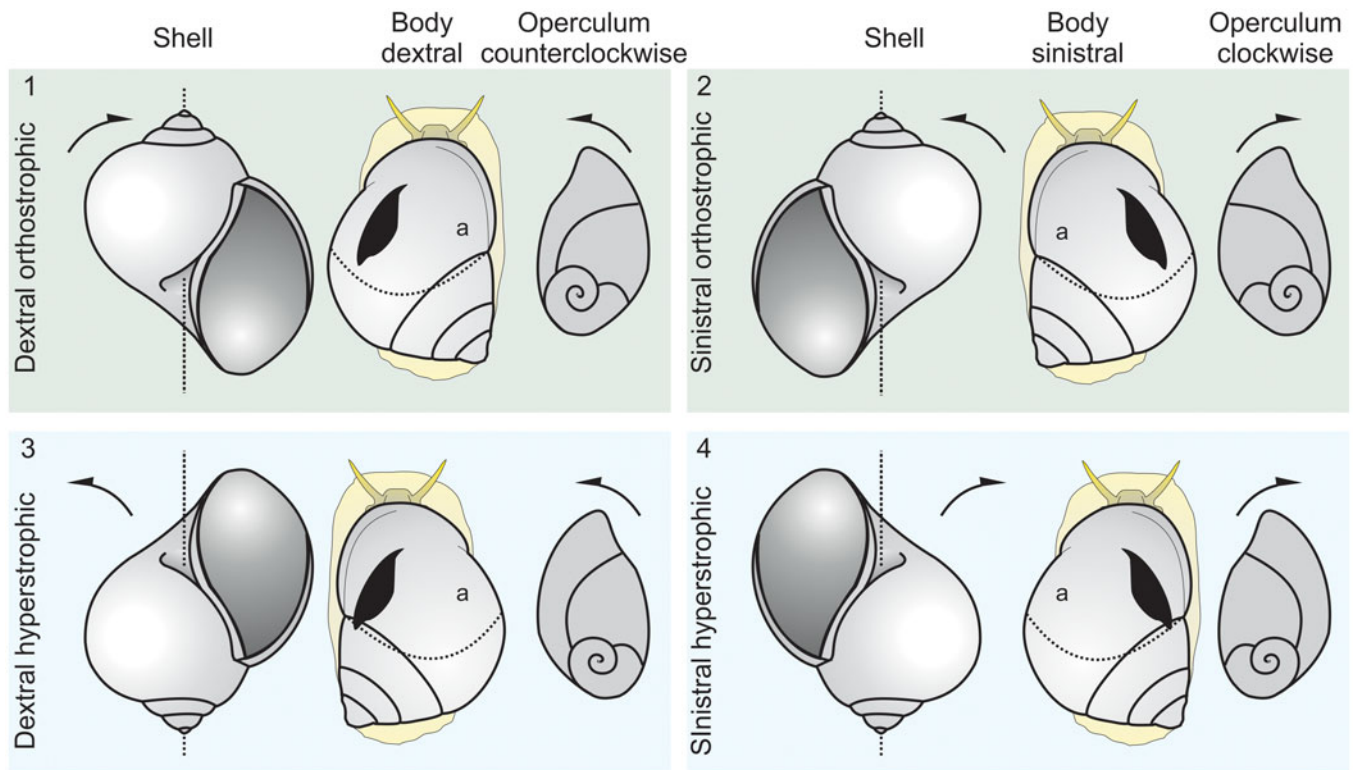 Shell
Body
dextral
Operculum
counterclockwise
Shell
Body
sinistral
Operculum
clockwise
1
Dextral orthostrophic
a
2
Sinistral orthostrophic
a
3
Dextral hyperstrophic
a
4
SInistral hyperstrophic
a